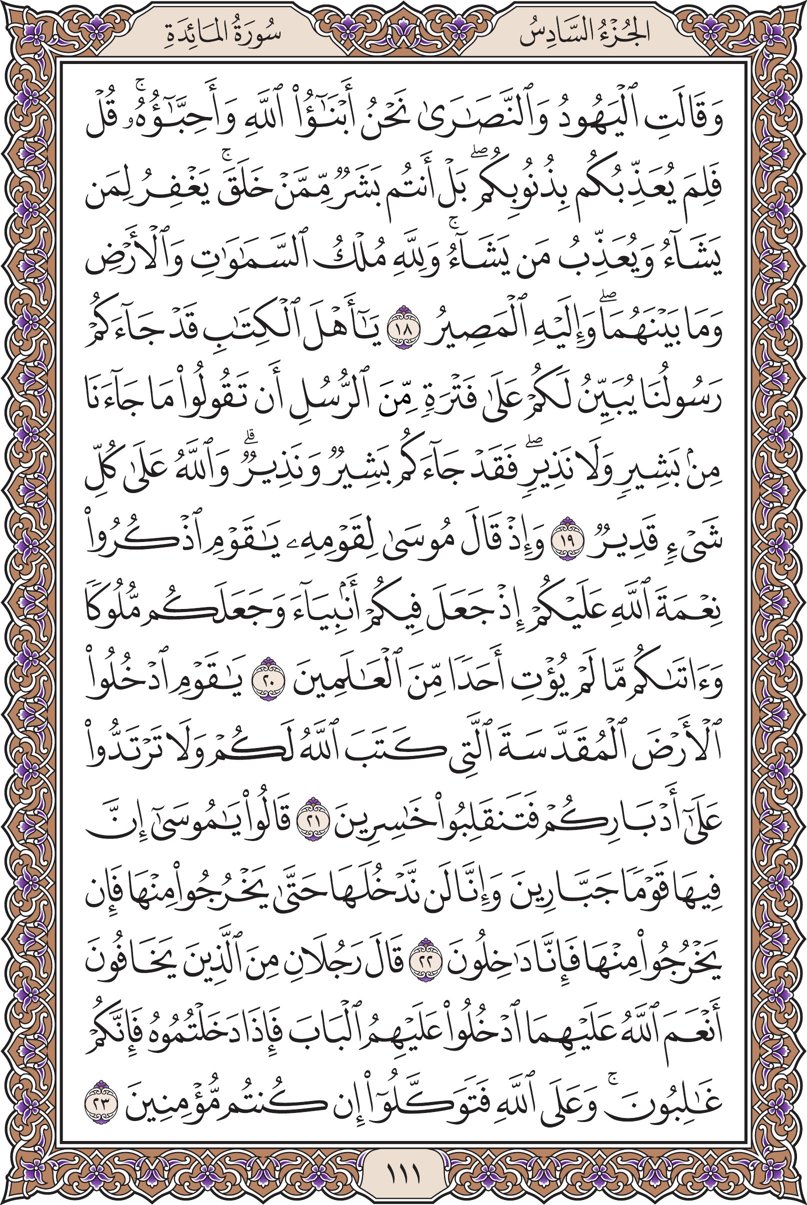 الجُزْءُ السَّادِسُ
سُورَةُ المَائِدَةِ
وَقَالَتِ ٱلْيَهُودُ وَٱلنَّصَٰرَىٰ نَحْنُ أَبْنَٰٓؤُا۟ ٱللَّهِ وَأَحِبَّٰٓؤُهُۥۚ قُلْ
فَلِمَ يُعَذِّبُكُم بِذُنُوبِكُمۖ بَلْ أَنتُم بَشَرٌ مِّمَّنْ خَلَقَۚ يَغْفِرُ لِمَن
يَشَآءُ وَيُعَذِّبُ مَن يَشَآءُۚ وَلِلَّهِ مُلْكُ ٱلسَّمَٰوَٰتِ وَٱلْأَرْضِ
وَمَا بَيْنَهُمَاۖ وَإِلَيْهِ ٱلْمَصِيرُ ١٨ يَٰٓأَهْلَ ٱلْكِتَٰبِ قَدْ جَآءَكُمْ
رَسُولُنَا يُبَيِّنُ لَكُمْ عَلَىٰ فَتْرَةٍ مِّنَ ٱلرُّسُلِ أَن تَقُولُوا۟ مَا جَآءَنَا
مِنۢ بَشِيرٍ وَلَا نَذِيرٍۖ فَقَدْ جَآءَكُم بَشِيرٌ وَنَذِيرٌۗ وَٱللَّهُ عَلَىٰ كُلِّ
شَىْءٍ قَدِيرٌ ١٩ وَإِذْ قَالَ مُوسَىٰ لِقَوْمِهِۦ يَٰقَوْمِ ٱذْكُرُوا۟
نِعْمَةَ ٱللَّهِ عَلَيْكُمْ إِذْ جَعَلَ فِيكُمْ أَنۢبِيَآءَ وَجَعَلَكُم مُّلُوكًا
وَءَاتَىٰكُم مَّا لَمْ يُؤْتِ أَحَدًا مِّنَ ٱلْعَٰلَمِينَ ٢٠ يَٰقَوْمِ ٱدْخُلُوا۟
ٱلْأَرْضَ ٱلْمُقَدَّسَةَ ٱلَّتِى كَتَبَ ٱللَّهُ لَكُمْ وَلَا تَرْتَدُّوا۟
عَلَىٰٓ أَدْبَارِكُمْ فَتَنقَلِبُوا۟ خَٰسِرِينَ ٢١ قَالُوا۟ يَٰمُوسَىٰٓ إِنَّ
فِيهَا قَوْمًا جَبَّارِينَ وَإِنَّا لَن نَّدْخُلَهَا حَتَّىٰ يَخْرُجُوا۟ مِنْهَا فَإِن
يَخْرُجُوا۟ مِنْهَا فَإِنَّا دَٰخِلُونَ ٢٢ قَالَ رَجُلَانِ مِنَ ٱلَّذِينَ يَخَافُونَ
أَنْعَمَ ٱللَّهُ عَلَيْهِمَا ٱدْخُلُوا۟ عَلَيْهِمُ ٱلْبَابَ فَإِذَا دَخَلْتُمُوهُ فَإِنَّكُمْ
غَٰلِبُونَۚ وَعَلَى ٱللَّهِ فَتَوَكَّلُوٓا۟ إِن كُنتُم مُّؤْمِنِينَ ٢٣
١١١